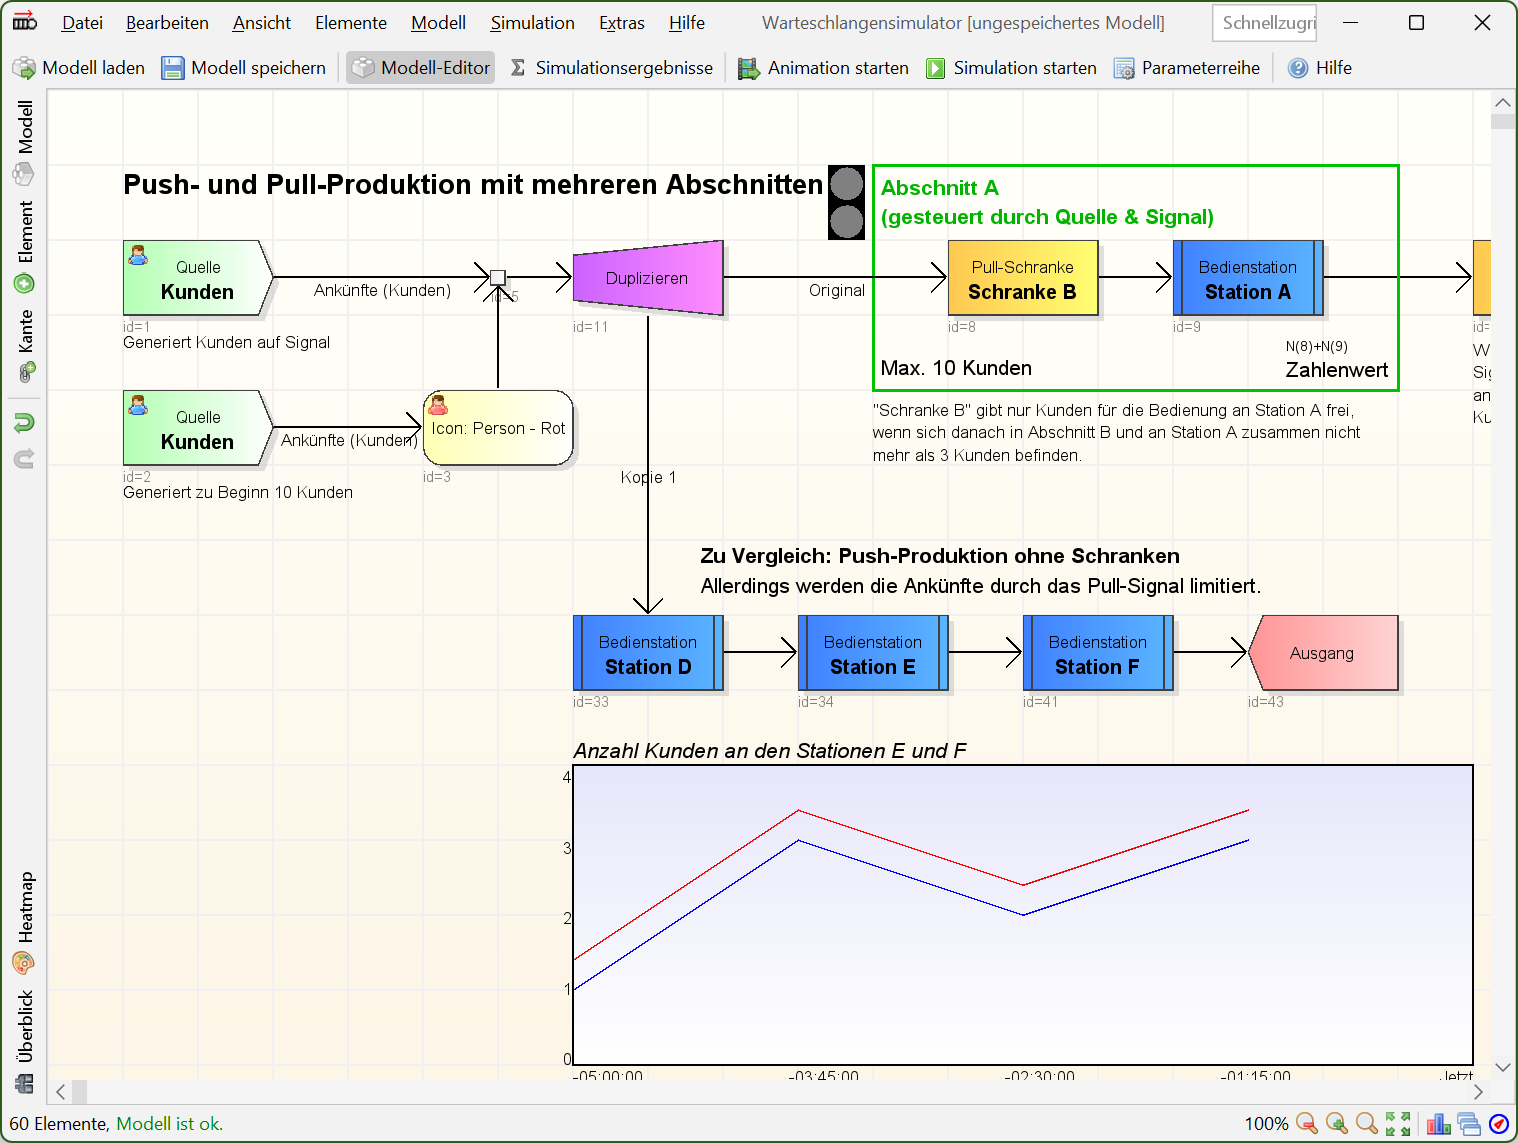 Datei Bearbeiten Ansicht Elemente Modell Simulation Extras Hilfe Warteschlangensimulator [ungespeichertes Modell] Schnellzugri
Modell laden Modell speichern Modell-Editor Simulationsergebnisse Animation starten Simulation starten Parameterreihe Hilfe
Modell
Element
Kante
Heatmap
Überblick
Push- und Pull-Produktion mit mehreren Abschnitten
Abschnitt A
(gesteuert durch Quelle & Signal)
Quelle
Kunden
id=1
Generiert Kunden auf Signal
Ankünfte (Kunden)
id=5
Duplizieren
id=11
Original
Pull-Schranke
Schranke B
id=8
Bedienstation
Station A
id=9
N(8)+N(9)
Zahlenwert
Max. 10 Kunden
"Schranke B" gibt nur Kunden für die Bedienung an Station A frei,
wenn sich danach in Abschnitt B und an Station A zusammen nicht
mehr als 3 Kunden befinden.
id=
W
Sig
an
Ku
Quelle
Kunden
id=2
Generiert zu Beginn 10 Kunden
Ankünfte (Kunden)
Icon: Person - Rot
id=3
Kopie 1
Zu Vergleich: Push-Produktion ohne Schranken
Allerdings werden die Ankünfte durch das Pull-Signal limitiert.
Bedienstation
Station D
id=33
Bedienstation
Station E
id=34
Bedienstation
Station F
id=41
Ausgang
id=43
Anzahl Kunden an den Stationen E und F
4
3
2
1
0
-05:00:00 -03:45:00 -02:30:00 -01:15:00 Jetzt
60 Elemente, Modell ist ok. 100%